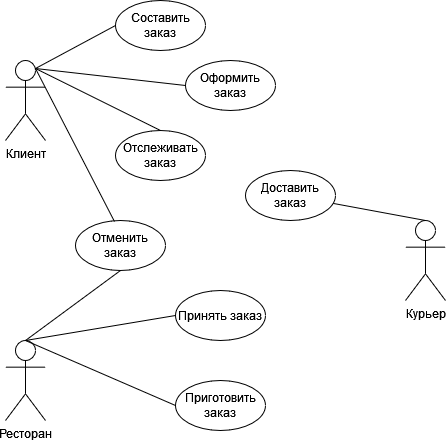 Составить
заказ
Оформить
заказ
Клиент
Отслеживать
заказ
Доставить
заказ
Отменить
заказ
Курьер
Принять заказ
Приготовить
заказ
Ресторан